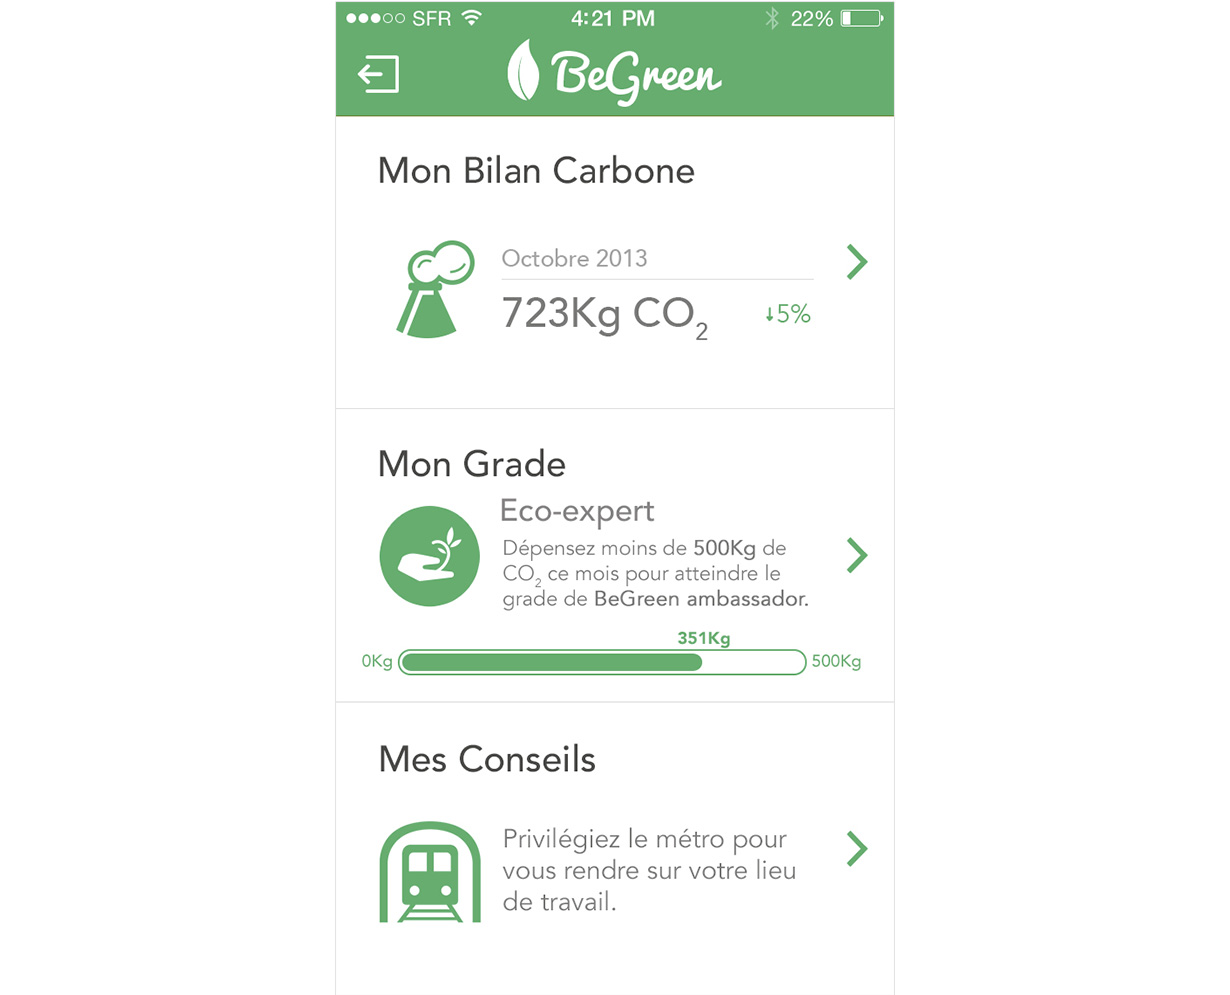 SFR 4:21 PM 22%
BeGreen
Mon Bilan Carbone
Octobre 2013
723Kg CO₂ ↓5%
Mon Grade
Eco-expert
Dépensez moins de 500Kg de
CO₂ ce mois pour atteindre le
grade de BeGreen ambassador.
351Kg
0Kg 500Kg
Mes Conseils
Privilégiez le métro pour
vous rendre sur votre lieu
de travail.